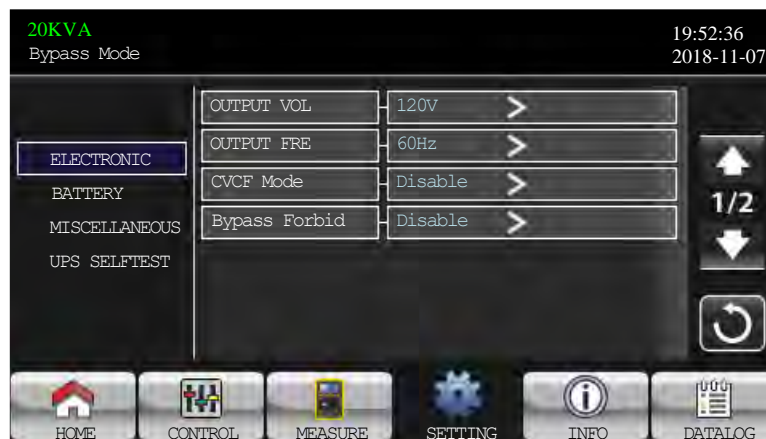 20KVA
Bypass Mode
19:52:36
2018-11-07
ELECTRONIC
BATTERY
MISCELLANEOUS
UPS SELFTEST
OUTPUT VOL 120V >
OUTPUT FRE 60Hz >
CVCF Mode Disable >
Bypass Forbid Disable >
1/2
HOME CONTROL MEASURE SETTING INFO DATALOG